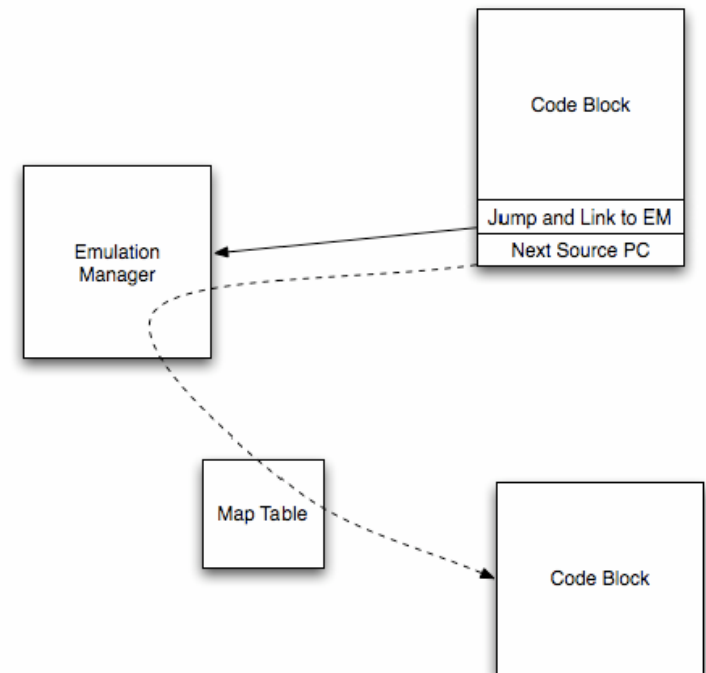 Code Block
Jump and Link to EM
Next Source PC
Emulation
Manager
Map Table
Code Block